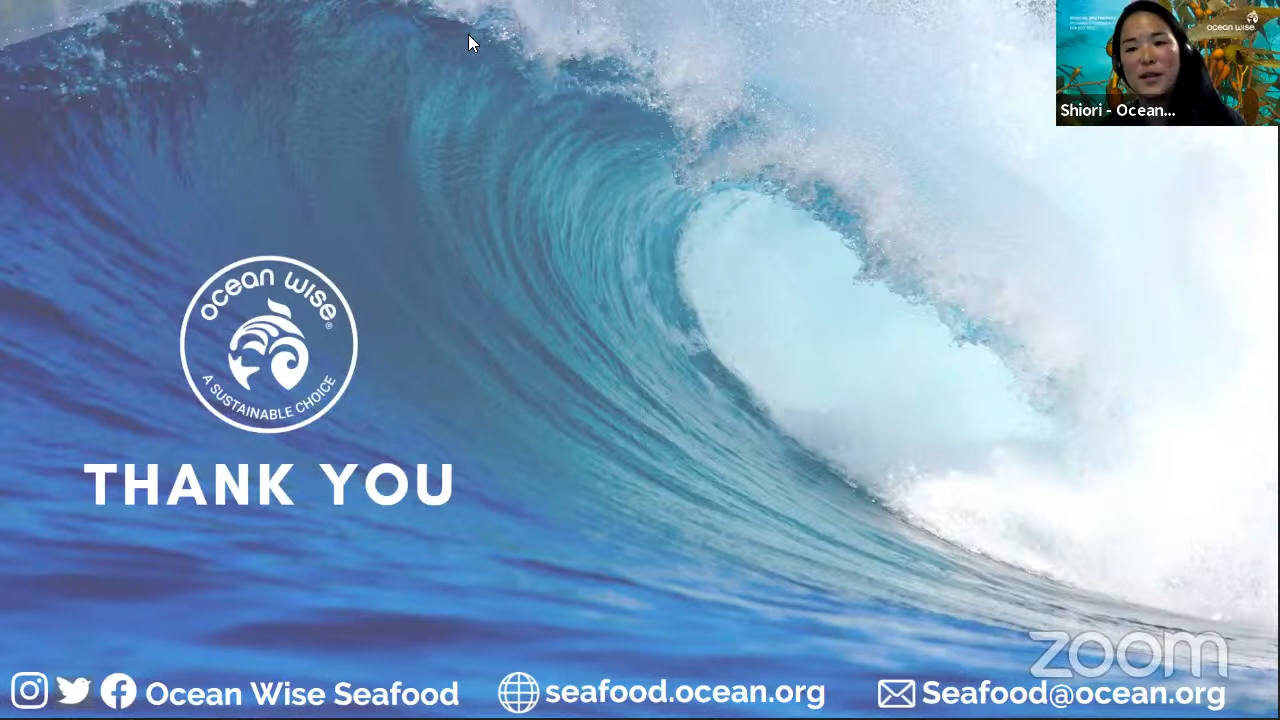 ocean wise
Shiori - Ocean...
ocean wise®
A SUSTAINABLE CHOICE
THANK YOU
zoom
Ocean Wise Seafood
seafood.ocean.org
Seafood@ocean.org